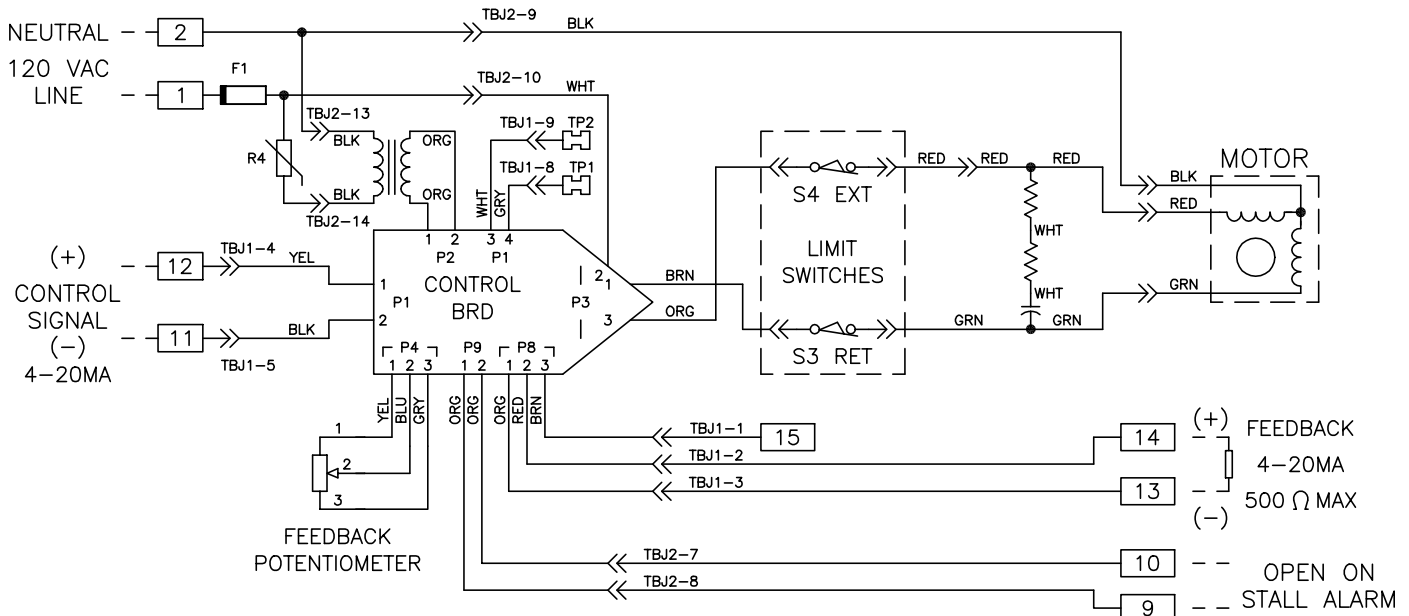 NEUTRAL
2
TBJ2-9
BLK
120 VAC
LINE
1
F1
TBJ2-10
WHT
R4
TBJ2-13
BLK
BLK
TBJ2-14
ORG
ORG
TBJ1-9
TP2
TBJ1-8
TP1
WHT
GRY
1
2
3
4
P2
P1
(+)
CONTROL
SIGNAL
(-)
4-20MA
12
TBJ1-4
YEL
11
TBJ1-5
BLK
1
P1
2
CONTROL
BRD
2
1
P3
3
BRN
ORG
P4
1 2 3
P9
1 2
P8
1 2 3
YEL
BLU
GRY
ORG
ORG
ORG
RED
BRN
1
2
3
FEEDBACK
POTENTIOMETER
S4 EXT
LIMIT
SWITCHES
S3 RET
RED
RED
RED
WHT
WHT
GRN
GRN
MOTOR
BLK
RED
GRN
TBJ1-1
15
TBJ1-2
14
TBJ1-3
13
(+)
FEEDBACK
4-20MA
500 Ω MAX
(-)
TBJ2-7
10
TBJ2-8
9
OPEN ON
STALL ALARM